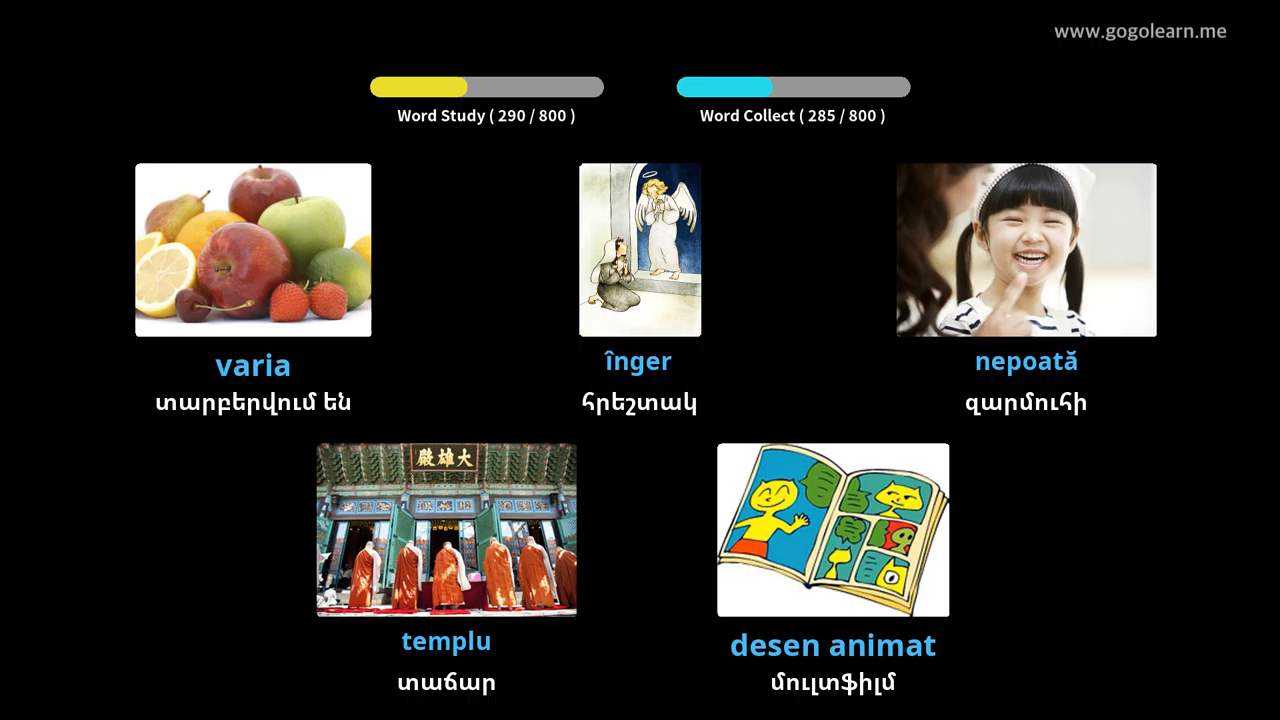 www.gogolearn.me
Word Study ( 290 / 800 )
Word Collect ( 285 / 800 )
varia
տարբերվում են
înger
հրեշտակ
nepoată
զարմուհի
大雄殿
templu
տաճար
desen animat
մուլտֆիլմ